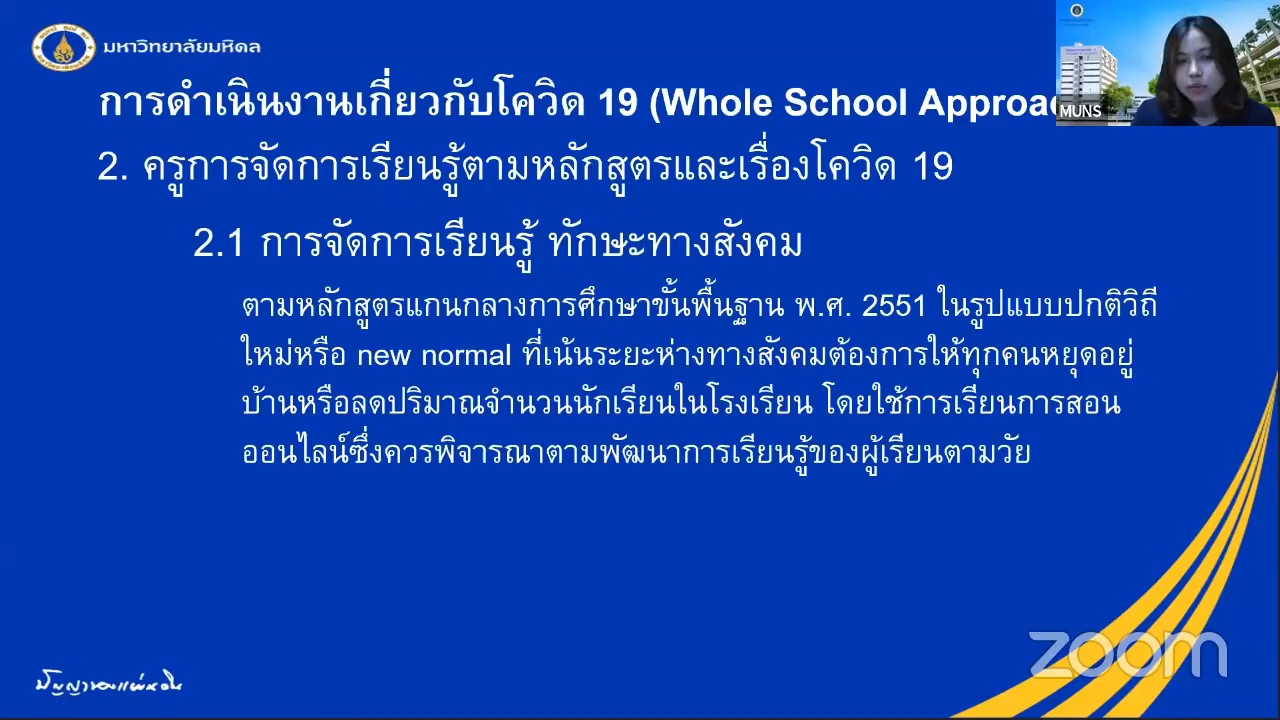 มหาวิทยาลัยมหิดล
การดำเนินงานเกี่ยวกับโควิด 19 (Whole School Approa
MUNS
2. ครูการจัดการเรียนรู้ตามหลักสูตรและเรื่องโควิด 19
2.1 การจัดการเรียนรู้ ทักษะทางสังคม
ตามหลักสูตรแกนกลางการศึกษาขั้นพื้นฐาน พ.ศ. 2551 ในรูปแบบปกติวิถี
ใหม่หรือ new normal ที่เน้นระยะห่างทางสังคมต้องการให้ทุกคนหยุดอยู่
บ้านหรือลดปริมาณจำนวนนักเรียนในโรงเรียน โดยใช้การเรียนการสอน
ออนไลน์ซึ่งควรพิจารณาตามพัฒนาการเรียนรู้ของผู้เรียนตามวัย
zoom
ปัญญาของแผ่นดิน